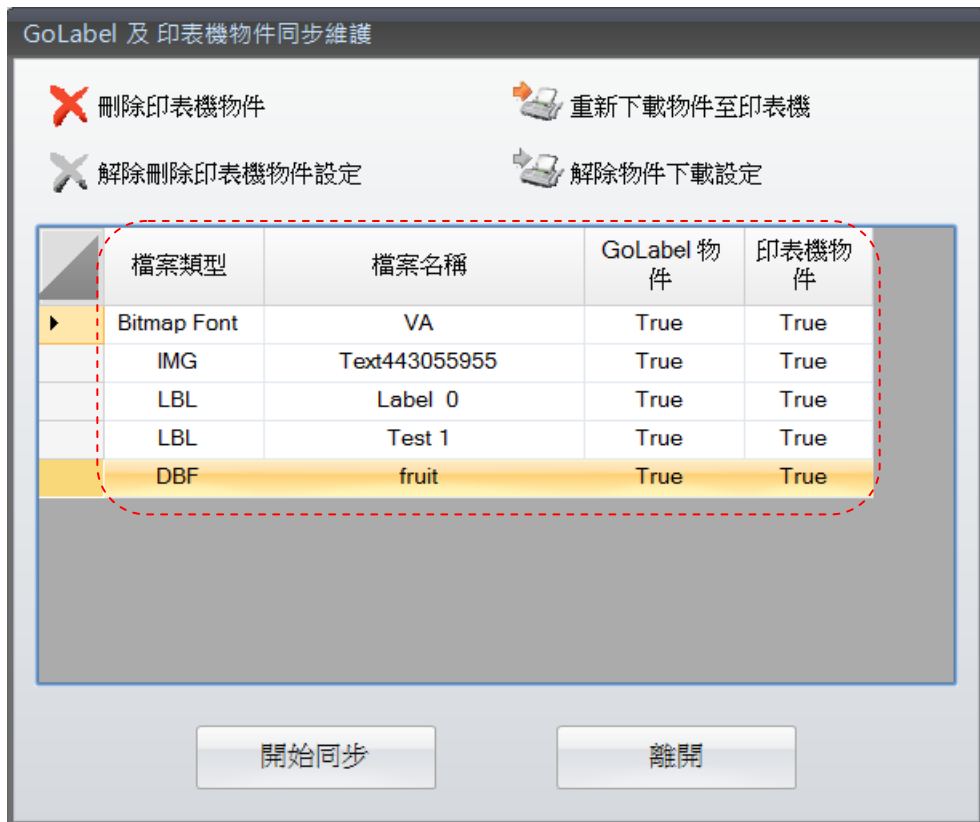 GoLabel 及 印表機物件同步維護
刪除印表機物件 重新下載物件至印表機
解除刪除印表機物件設定 解除物件下載設定
檔案類型 檔案名稱 GoLabel 物件 印表機物件
Bitmap Font VA True True
IMG Text443055955 True True
LBL Label 0 True True
LBL Test 1 True True
DBF fruit True True
開始同步 離開